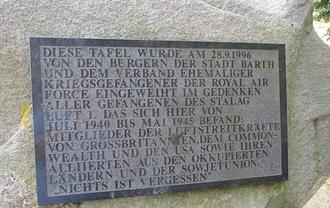 DIESE TAFEL WURDE AM 28.9.1996
VON DEN BÜRGERN DER STADT BARTH
UND DEM VERBAND EHEMALIGER
KRIEGSGEFANGENER DER ROYAL AIR
FORCE EINGEWEIHT IM GEDENKEN
ALLER GEFANGENEN DES STALAG
LUFT 1, DAS SICH HIER VON
JULI 1940 BIS MAI 1945 BEFAND:
MITGLIEDER DER LUFTSTREITKRÄFTE
VON GROSSBRITANNIEN, DEM COMMON-
WEALTH UND DEN USA SOWIE IHREN
ALLIIERTEN AUS DEN OKKUPIERTEN
LÄNDERN UND DER SOWJETUNION.
„NICHTS IST VERGESSEN"